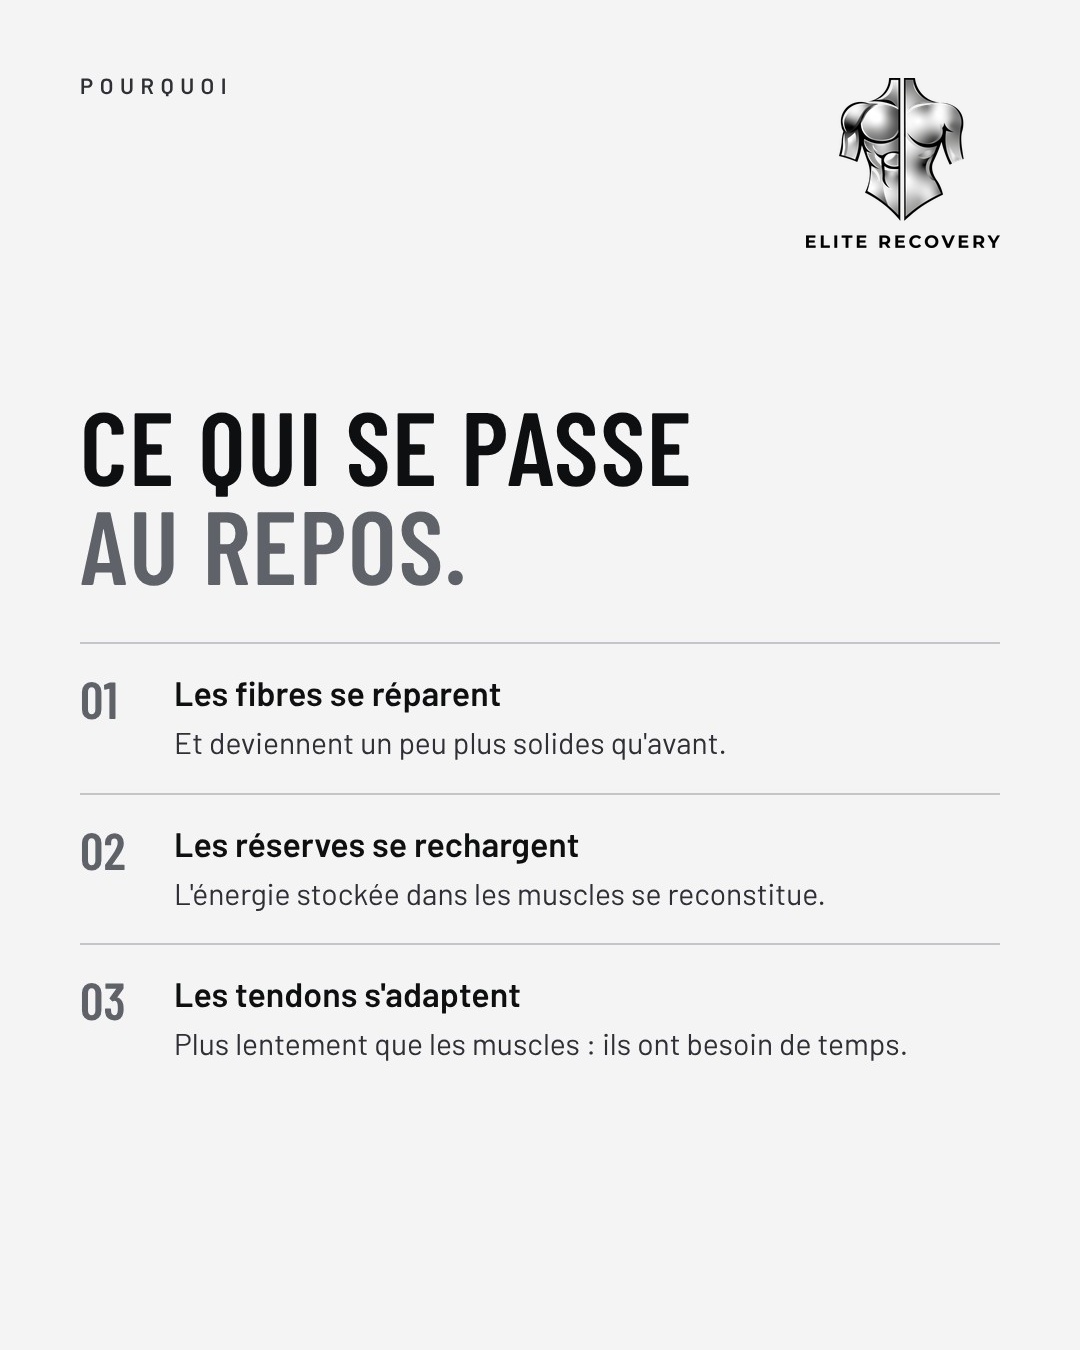 POURQUOI
ELITE RECOVERY
CE QUI SE PASSE
AU REPOS.
01
Les fibres se réparent
Et deviennent un peu plus solides qu'avant.
02
Les réserves se rechargent
L'énergie stockée dans les muscles se reconstitue.
03
Les tendons s'adaptent
Plus lentement que les muscles : ils ont besoin de temps.